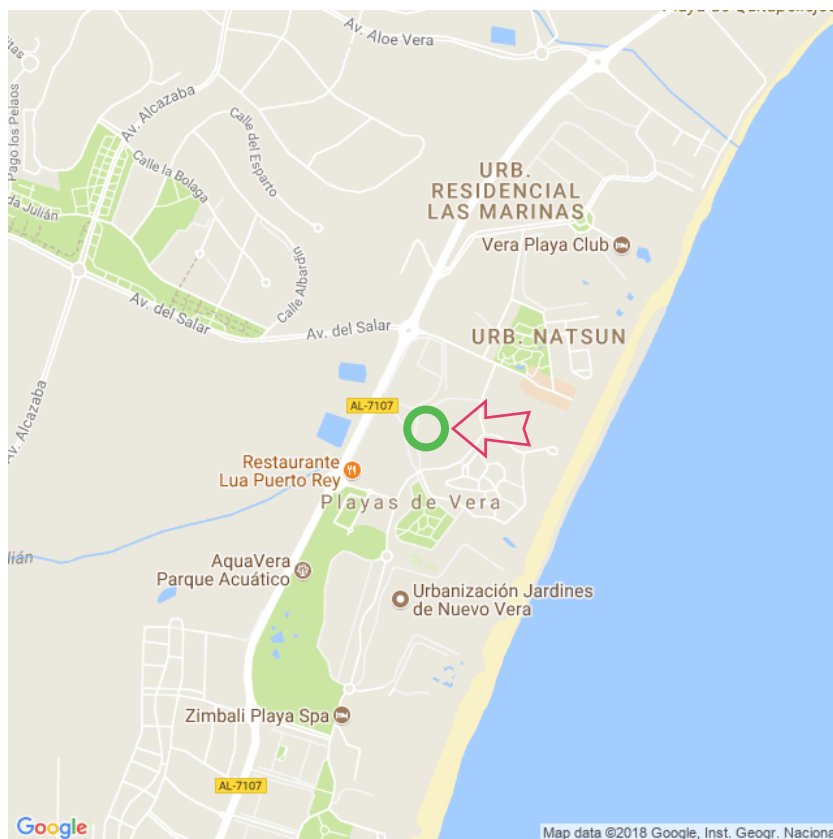 Av. Aloe Vera
Av. Alcazaba
Pago los Pelaos
Calle del Esparto
Calle la Bolaga
URB.
RESIDENCIAL
LAS MARINAS
da Julián
Vera Playa Club
Calle Albardín
Av. del Salar
Av. del Salar
URB. NATSUN
Av. Alcazaba
AL-7107
Restaurante
Lua Puerto Rey
Playas de Vera
lián
AquaVera
Parque Acuático
Urbanización Jardines
de Nuevo Vera
Zimbali Playa Spa
AL-7107
Google
Map data ©2018 Google, Inst. Geogr. Naciona